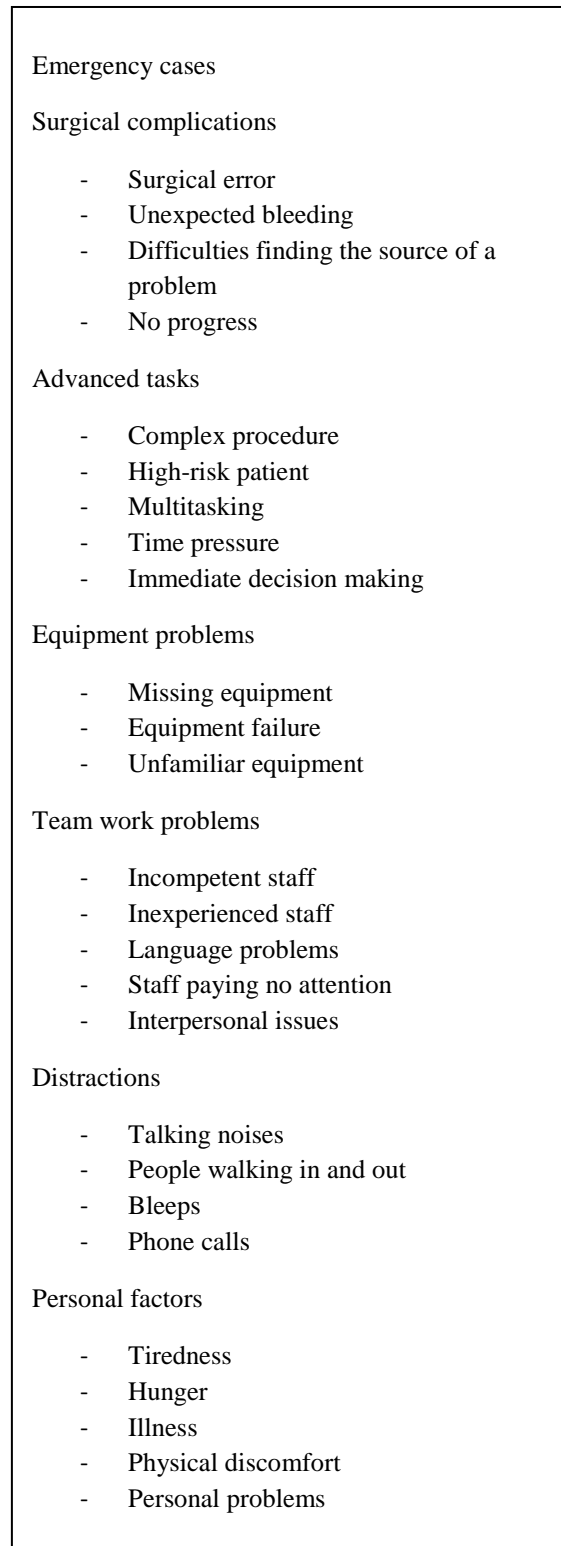 Emergency cases
Surgical complications
- Surgical error
- Unexpected bleeding
- Difficulties finding the source of a
problem
- No progress
Advanced tasks
- Complex procedure
- High-risk patient
- Multitasking
- Time pressure
- Immediate decision making
Equipment problems
- Missing equipment
- Equipment failure
- Unfamiliar equipment
Team work problems
- Incompetent staff
- Inexperienced staff
- Language problems
- Staff paying no attention
- Interpersonal issues
Distractions
- Talking noises
- People walking in and out
- Bleeps
- Phone calls
Personal factors
- Tiredness
- Hunger
- Illness
- Physical discomfort
- Personal problems